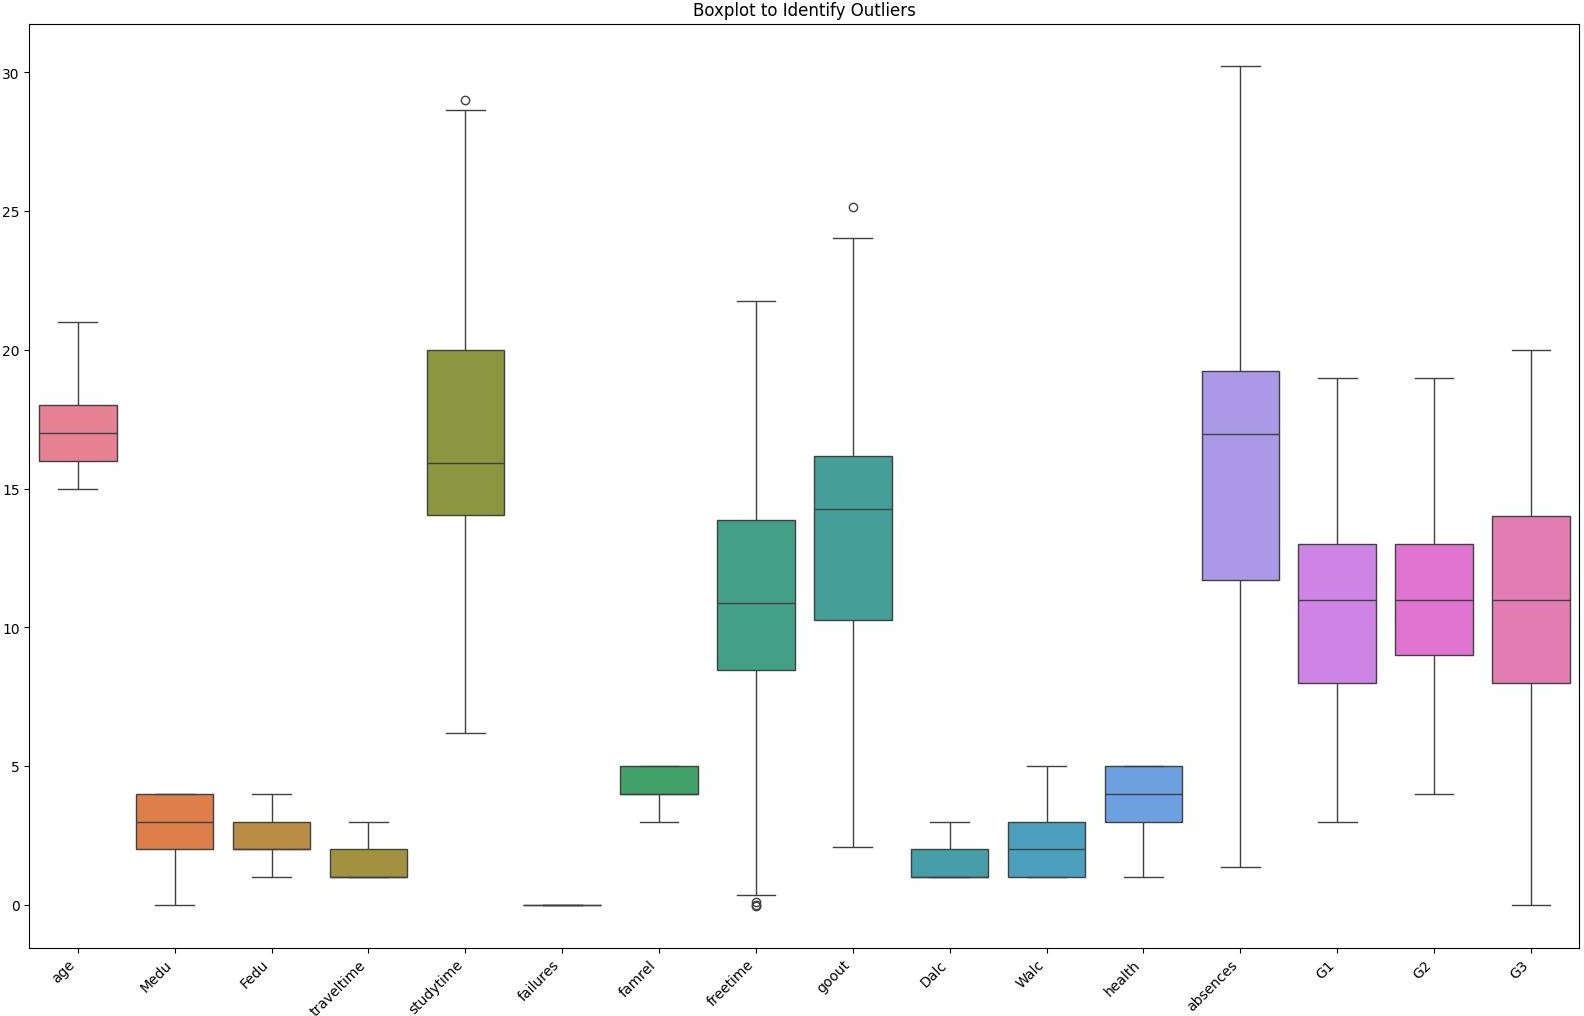 Boxplot to Identify Outliers
30
25
20
15
10
5
0
age
Medu
Fedu
traveltime
studytime
failures
famrel
freetime
goout
Dalc
Walc
health
absences
G1
G2
G3